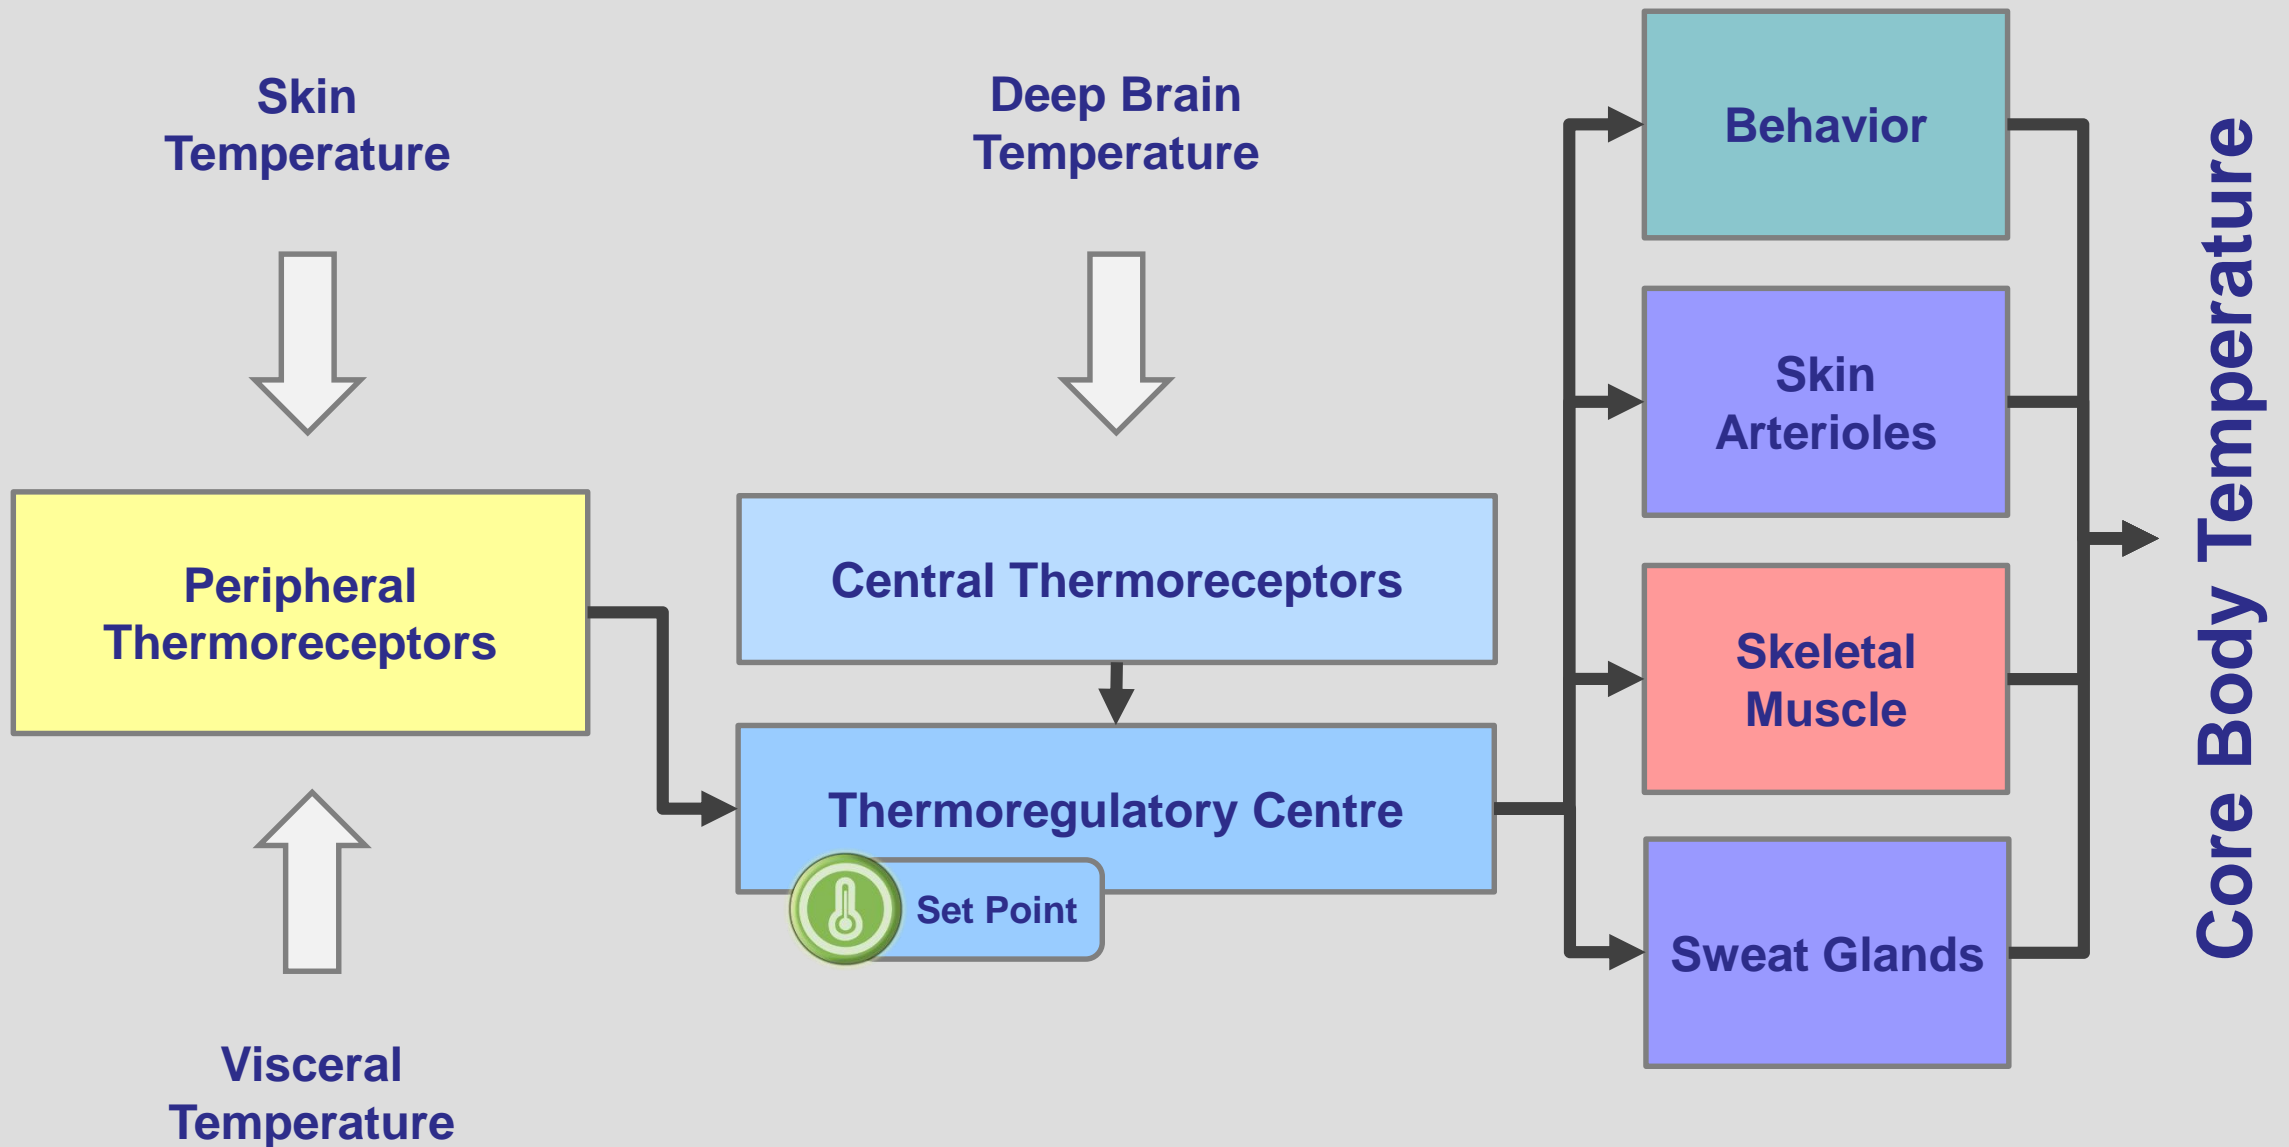 Skin
Temperature
Deep Brain
Temperature
Peripheral
Thermoreceptors
Visceral
Temperature
Central Thermoreceptors
Thermoregulatory Centre
Set Point
Behavior
Skin
Arterioles
Skeletal
Muscle
Sweat Glands
Core Body Temperature